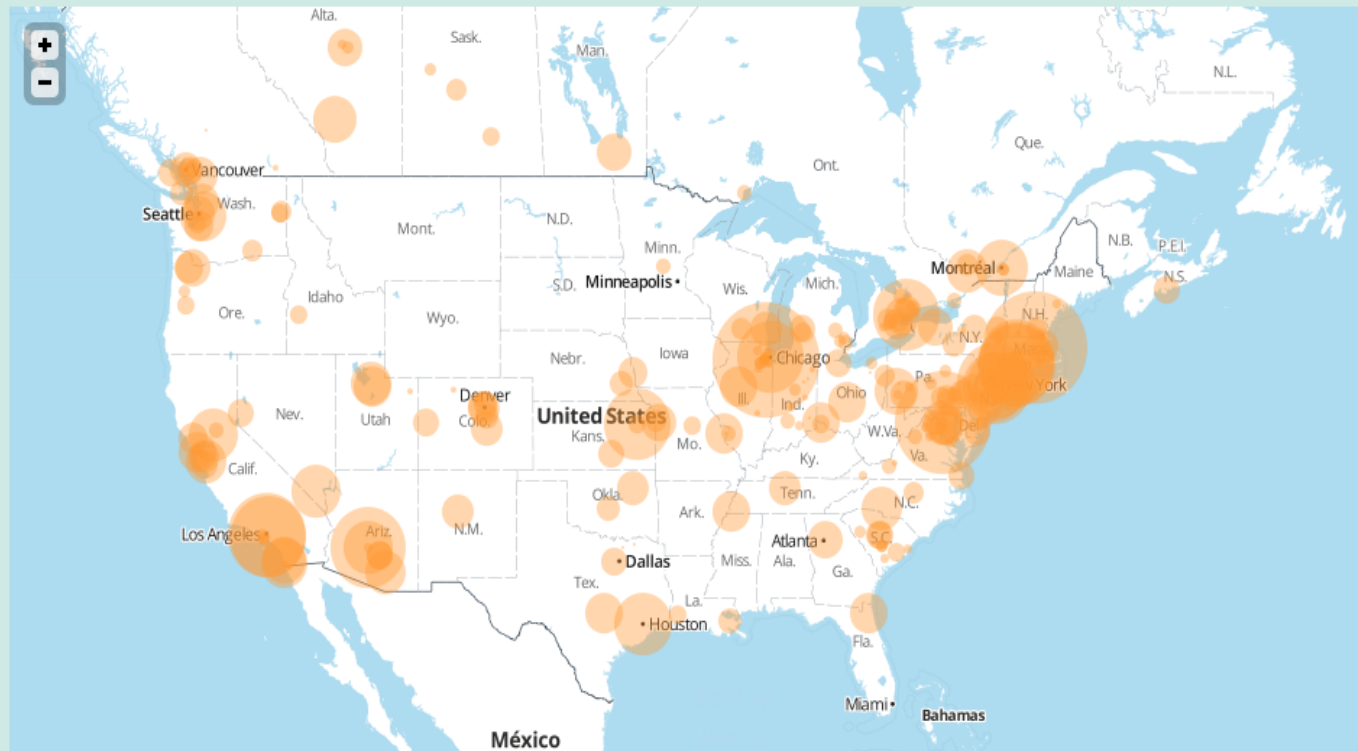 +
−
Alta.
Sask.
Man.
N.L.
Que.
Ont.
Vancouver
Wash.
Seattle
N.D.
Mont.
N.B.
P.E.I.
Minn.
Montréal
Maine
N.S.
Minneapolis
S.D.
Mich.
Wis.
Idaho
Ore.
Wyo.
N.H.
N.Y.
Iowa
Chicago
Nebr.
Pa.
York
Denver
Ohio
Ill.
Ind.
Nev.
Utah
Colo.
United States
Del.
Kans.
Mo.
W.Va.
Va.
Ky.
Calif.
Okla.
Tenn.
N.C.
Ark.
N.M.
Ariz.
Los Angeles
S.C.
Atlanta
Dallas
Miss.
Ala.
Ga.
Tex.
La.
Houston
Fla.
Miami
Bahamas
México